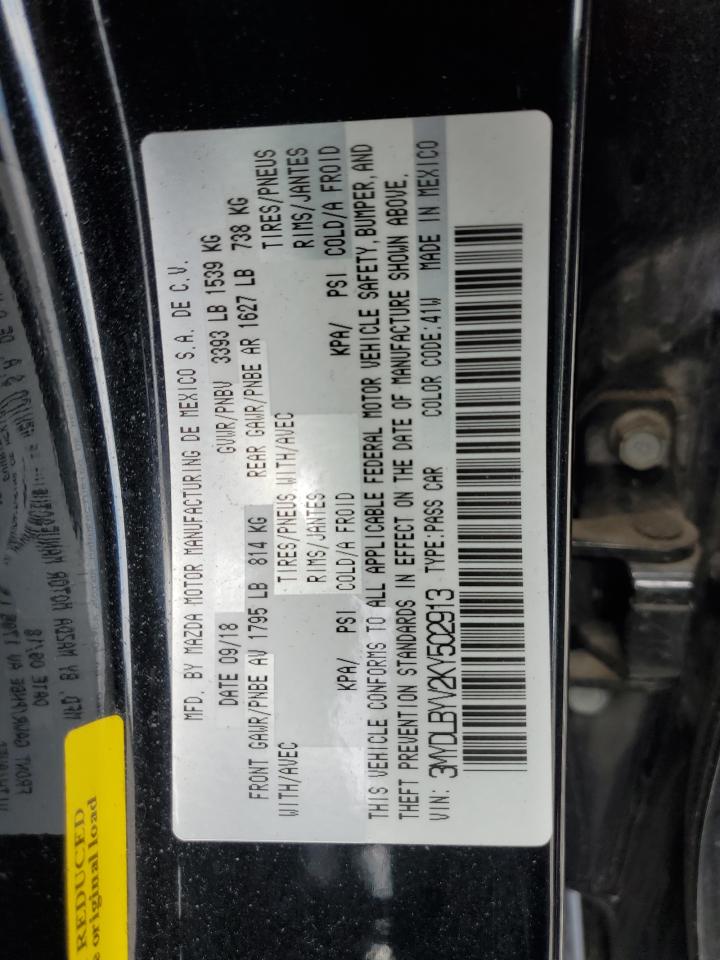 MFD. BY MAZDA MOTOR MANUFACTURING DE MEXICO S.A. DE C.V.
DATE 09/18 GVWR/PNBV 3393 LB 1539 KG
FRONT GAWR/PNBE AV 1795 LB 814 KG REAR GAWR/PNBE AR 1627 LB 738 KG
WITH/AVEC TIRES/PNEUS WITH/AVEC TIRES/PNEUS
RIMS/JANTES RIMS/JANTES
KPA/ PSI COLD/A FROID KPA/ PSI COLD/A FROID
THIS VEHICLE CONFORMS TO ALL APPLICABLE FEDERAL MOTOR VEHICLE SAFETY, BUMPER, AND
THEFT PREVENTION STANDARDS IN EFFECT ON THE DATE OF MANUFACTURE SHOWN ABOVE.
VIN: 3MYDLBYV2KY502913 TYPE:PASS CAR COLOR CODE:41W MADE IN MEXICO
REDUCED
original load